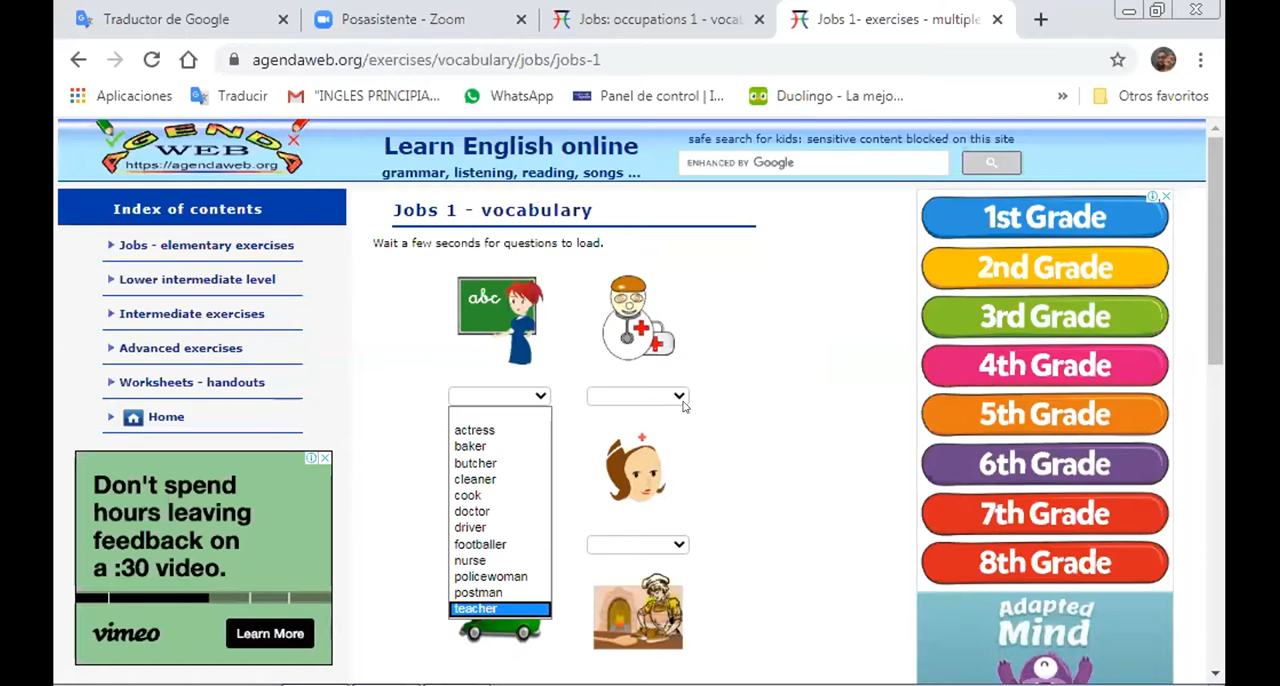 Traductor de Google
Posasistente - Zoom
Jobs: occupations 1 - voca
Jobs 1- exercises - multiple
agendaweb.org/exercises/vocabulary/jobs/jobs-1
Aplicaciones
Traducir
"INGLES PRINCIPIA...
WhatsApp
Panel de control | I...
Duolingo - La mejo...
»
Otros favoritos
AGENDA
WEB
https://agendaweb.org
Learn English online
grammar, listening, reading, songs ...
safe search for kids: sensitive content blocked on this site
ENHANCED BY Google
Index of contents
Jobs - elementary exercises
Lower intermediate level
Intermediate exercises
Advanced exercises
Worksheets - handouts
Home
Don't spend
hours leaving
feedback on
a :30 video.
vimeo
Learn More
Jobs 1 - vocabulary
Wait a few seconds for questions to load.
abc
actress
baker
butcher
cleaner
cook
doctor
driver
footballer
nurse
policewoman
postman
teacher
1st Grade
2nd Grade
3rd Grade
4th Grade
5th Grade
6th Grade
7th Grade
8th Grade
Adapted
Mind